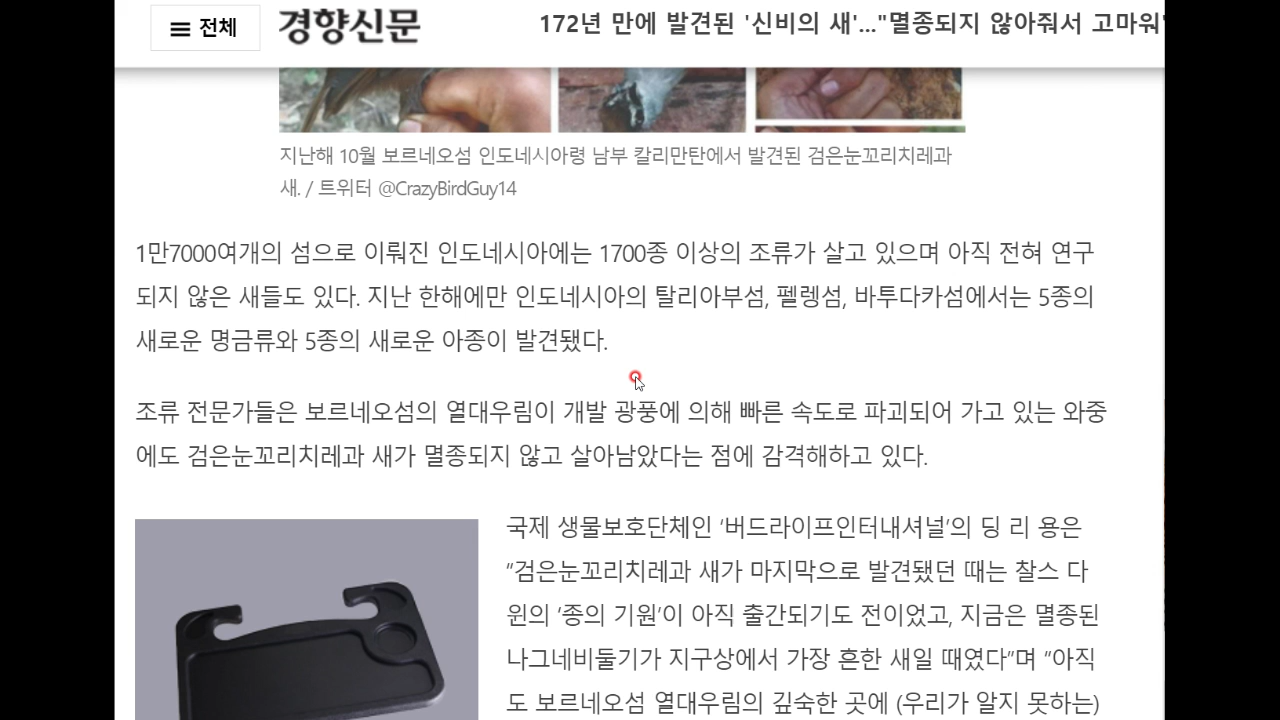 전체
경향신문
172년 만에 발견된 '신비의 새'..."멸종되지 않아줘서 고마워'
지난해 10월 보르네오섬 인도네시아령 남부 칼리만탄에서 발견된 검은눈꼬리치레과
새. / 트위터 @CrazyBirdGuy14
1만7000여개의 섬으로 이뤄진 인도네시아에는 1700종 이상의 조류가 살고 있으며 아직 전혀 연구
되지 않은 새들도 있다. 지난 한해에만 인도네시아의 탈리아부섬, 펠렝섬, 바투다카섬에서는 5종의
새로운 명금류와 5종의 새로운 아종이 발견됐다.
조류 전문가들은 보르네오섬의 열대우림이 개발 광풍에 의해 빠른 속도로 파괴되어 가고 있는 와중
에도 검은눈꼬리치레과 새가 멸종되지 않고 살아남았다는 점에 감격해하고 있다.
국제 생물보호단체인 ‘버드라이프인터내셔널’의 딩 리 용은
“검은눈꼬리치레과 새가 마지막으로 발견됐던 때는 찰스 다
윈의 ‘종의 기원’이 아직 출간되기도 전이었고, 지금은 멸종된
나그네비둘기가 지구상에서 가장 흔한 새일 때였다”며 “아직
도 보르네오섬 열대우림의 깊숙한 곳에 (우리가 알지 못하는)